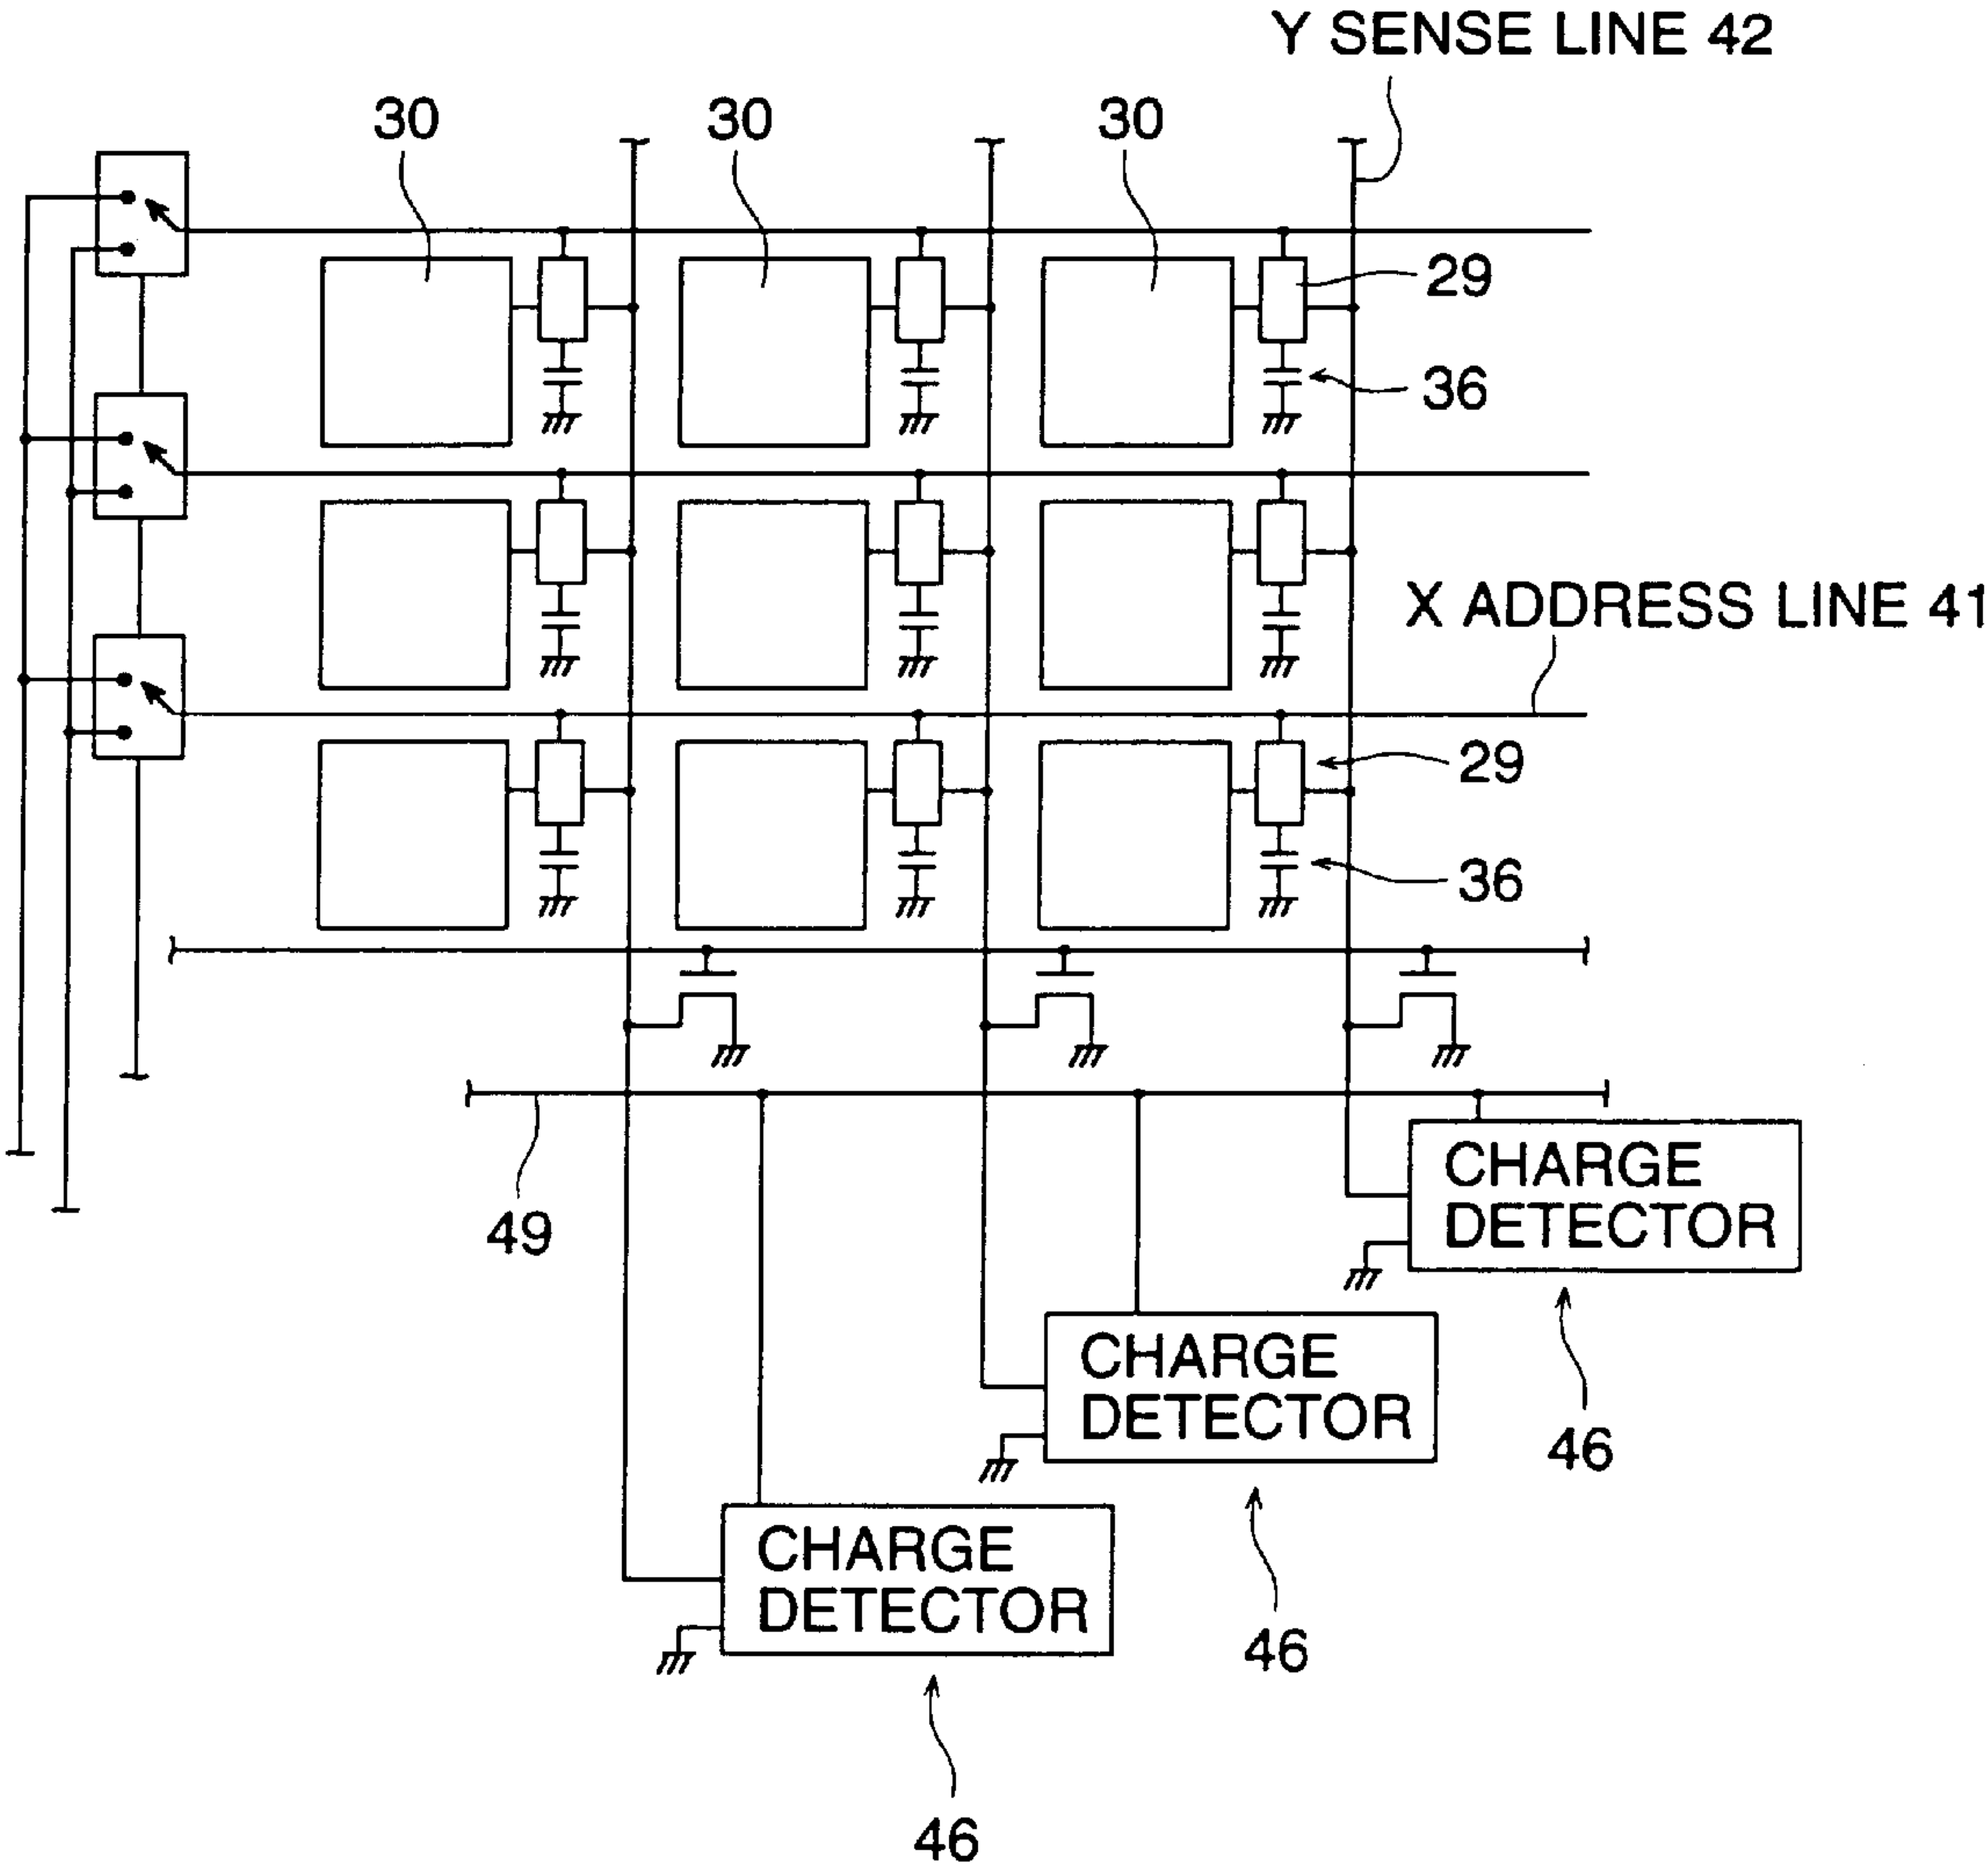 Y SENSE LINE 42
30 30 30
29
36
X ADDRESS LINE 41
29
36
49
CHARGE
DETECTOR
46
CHARGE
DETECTOR
46
CHARGE
DETECTOR
46